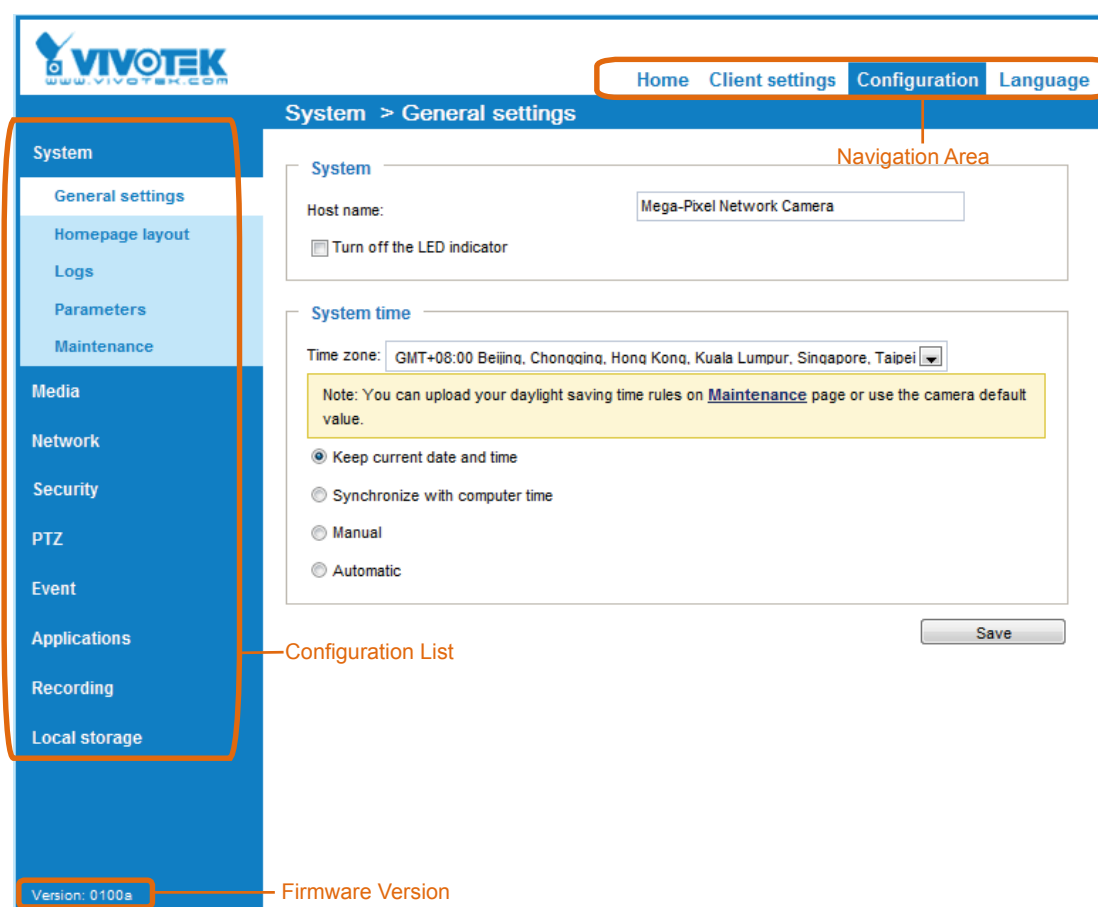 VIVOTEK
www.vivotek.com
Home Client settings Configuration Language
System > General settings
Navigation Area
System
General settings
Homepage layout
Logs
Parameters
Maintenance
Media
Network
Security
PTZ
Event
Applications
Recording
Local storage
System
Host name: Mega-Pixel Network Camera
Turn off the LED indicator
System time
Time zone: GMT+08:00 Beijing, Chongqing, Hong Kong, Kuala Lumpur, Singapore, Taipei
Note: You can upload your daylight saving time rules on Maintenance page or use the camera default
value.
Keep current date and time
Synchronize with computer time
Manual
Automatic
Save
Configuration List
Version: 0100a
Firmware Version